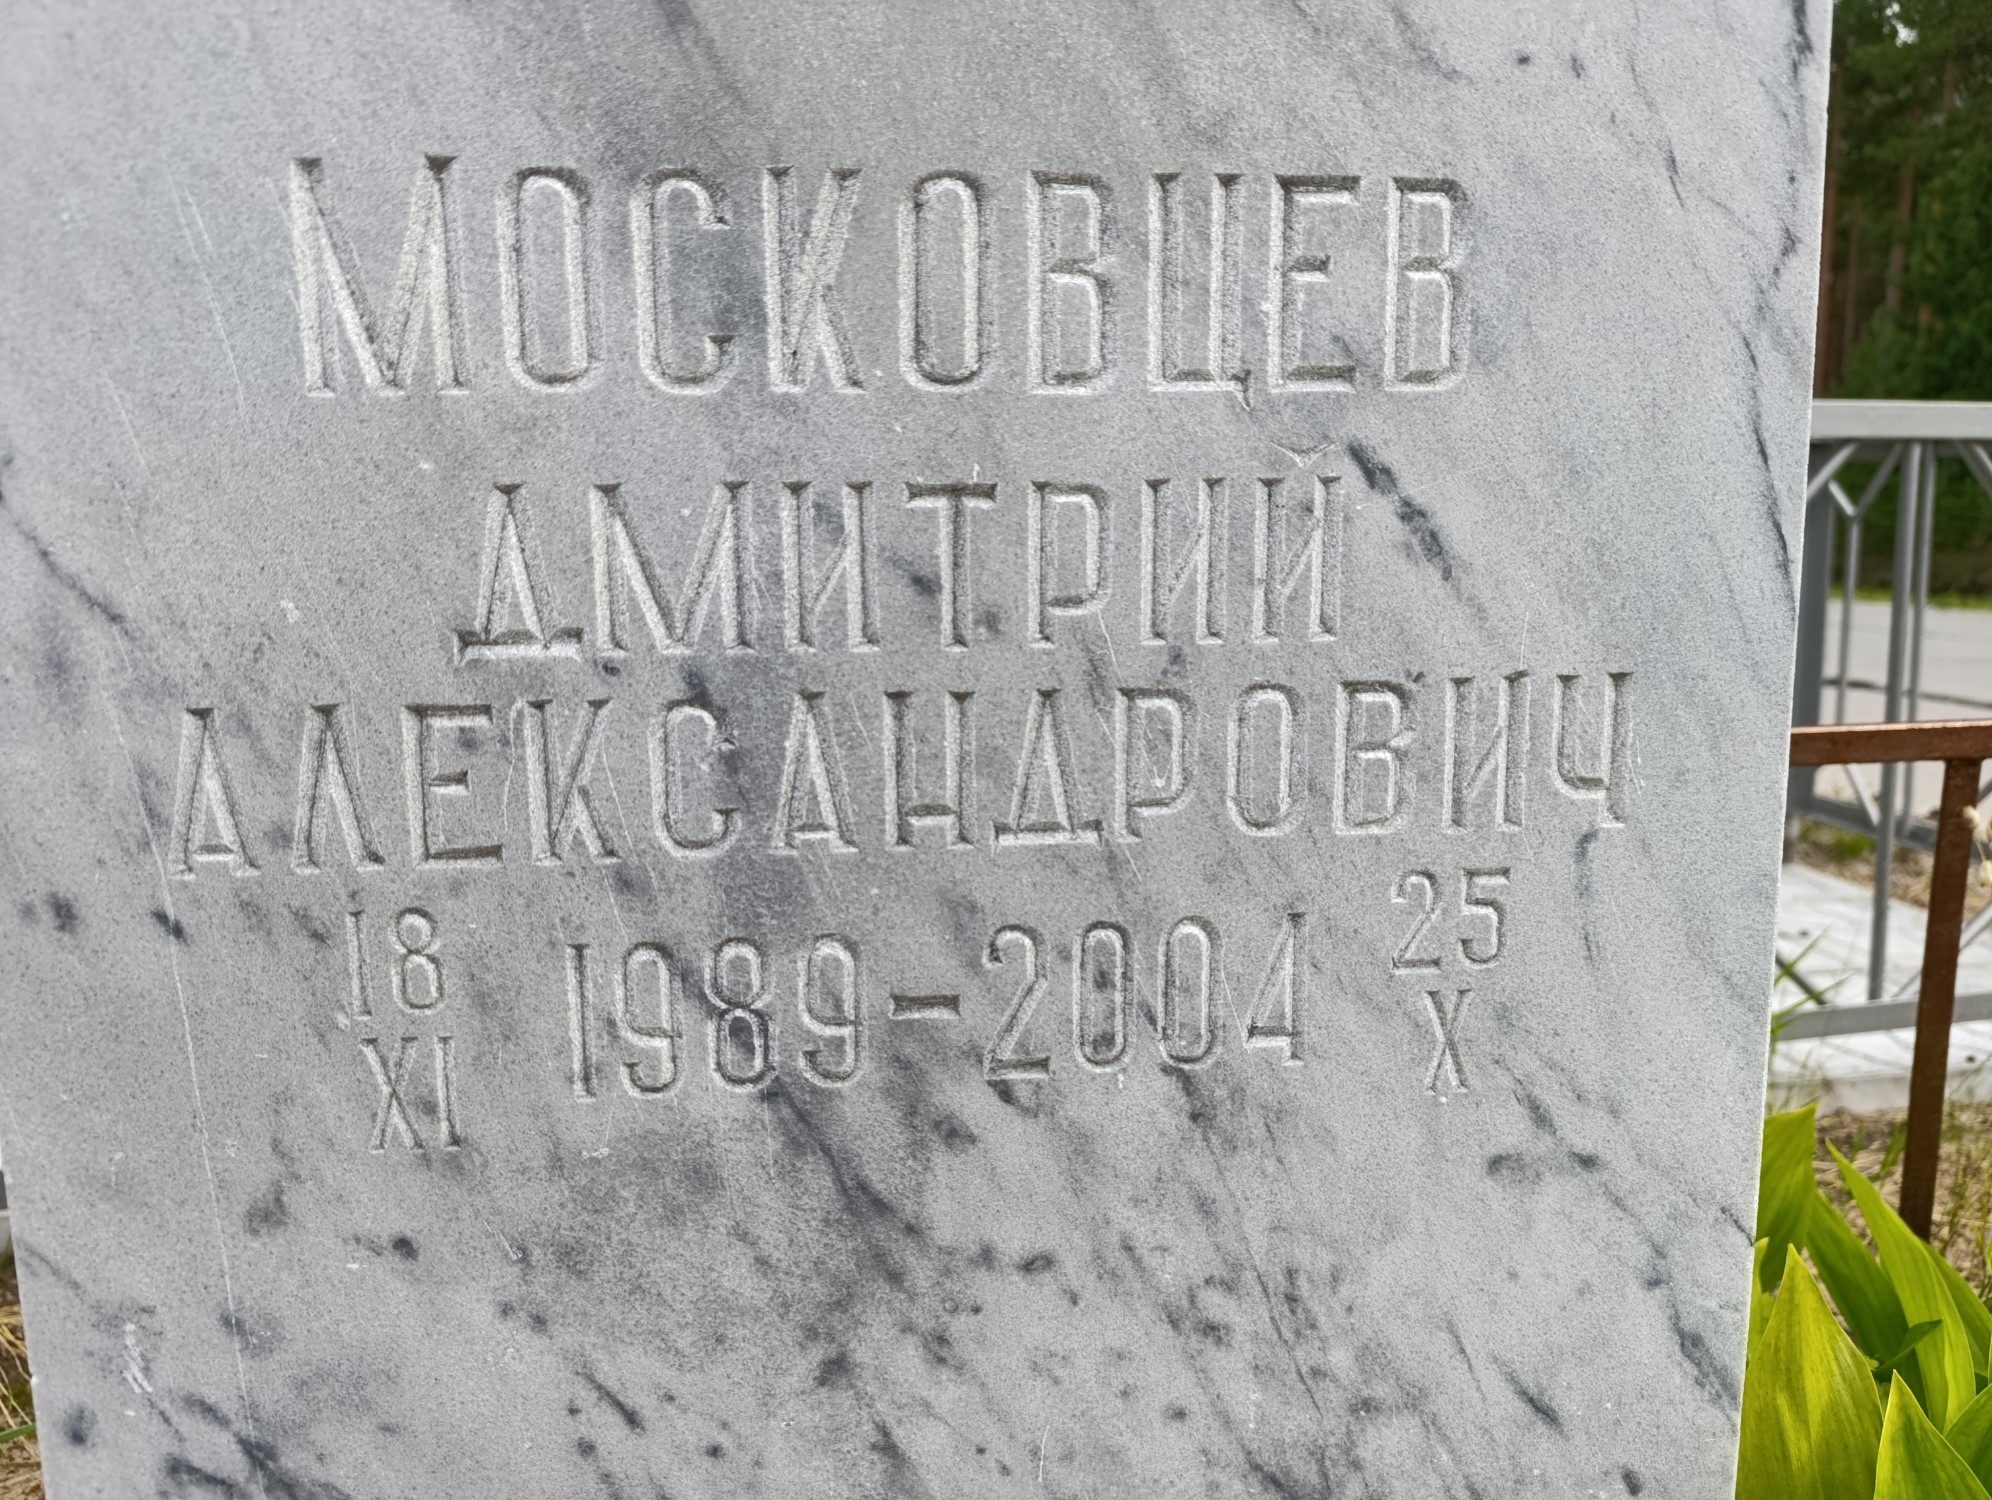 МОСКОВЦЕВ
ДМИТРИЙ
АЛЕКСАНДРОВИЧ
18 1989-2004 25
XI X